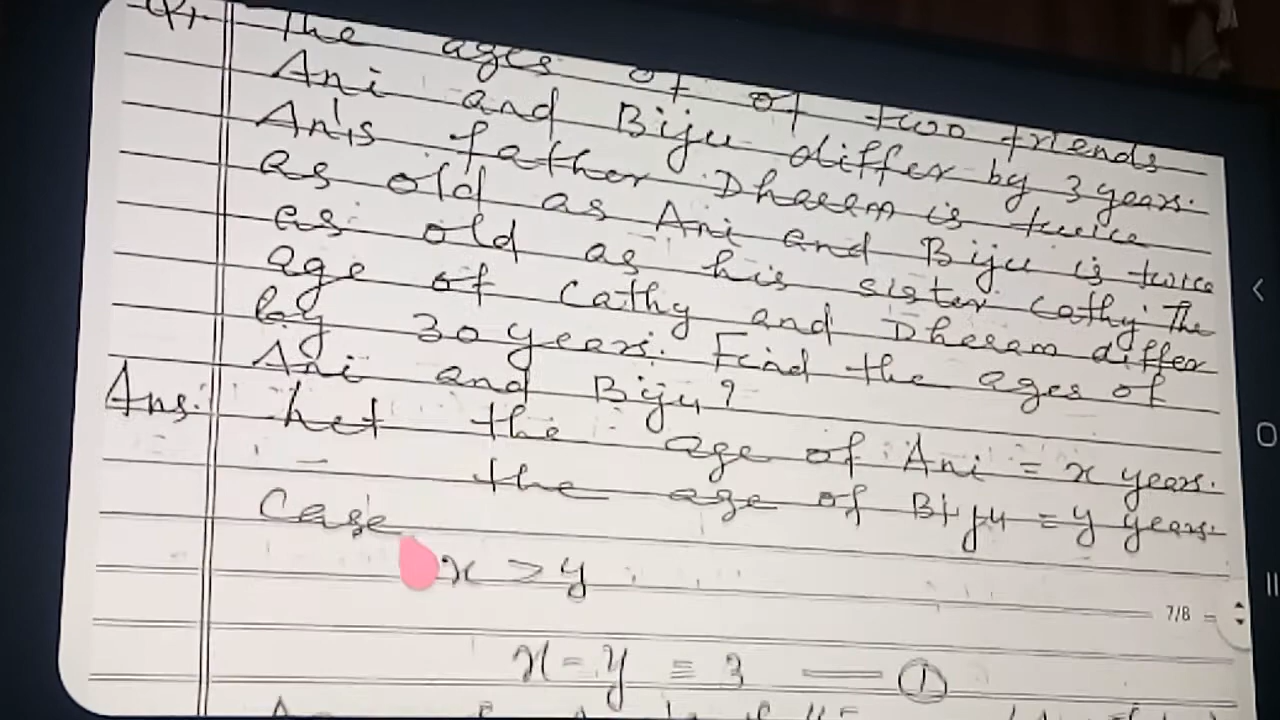 The ages of of two friends
Ani and Biju differ by 3 years.
Ani's father Dharam is twice
as old as Ani and Biju is twice
as old as his sister Cathy. The
age of Cathy and Dharam differ
by 30 years. Find the ages of
Ani and Biju?
Ans. Let the age of Ani = x years.
the age of Biju = y years.
Case
x > y
7/8
x - y = 3 —— ①